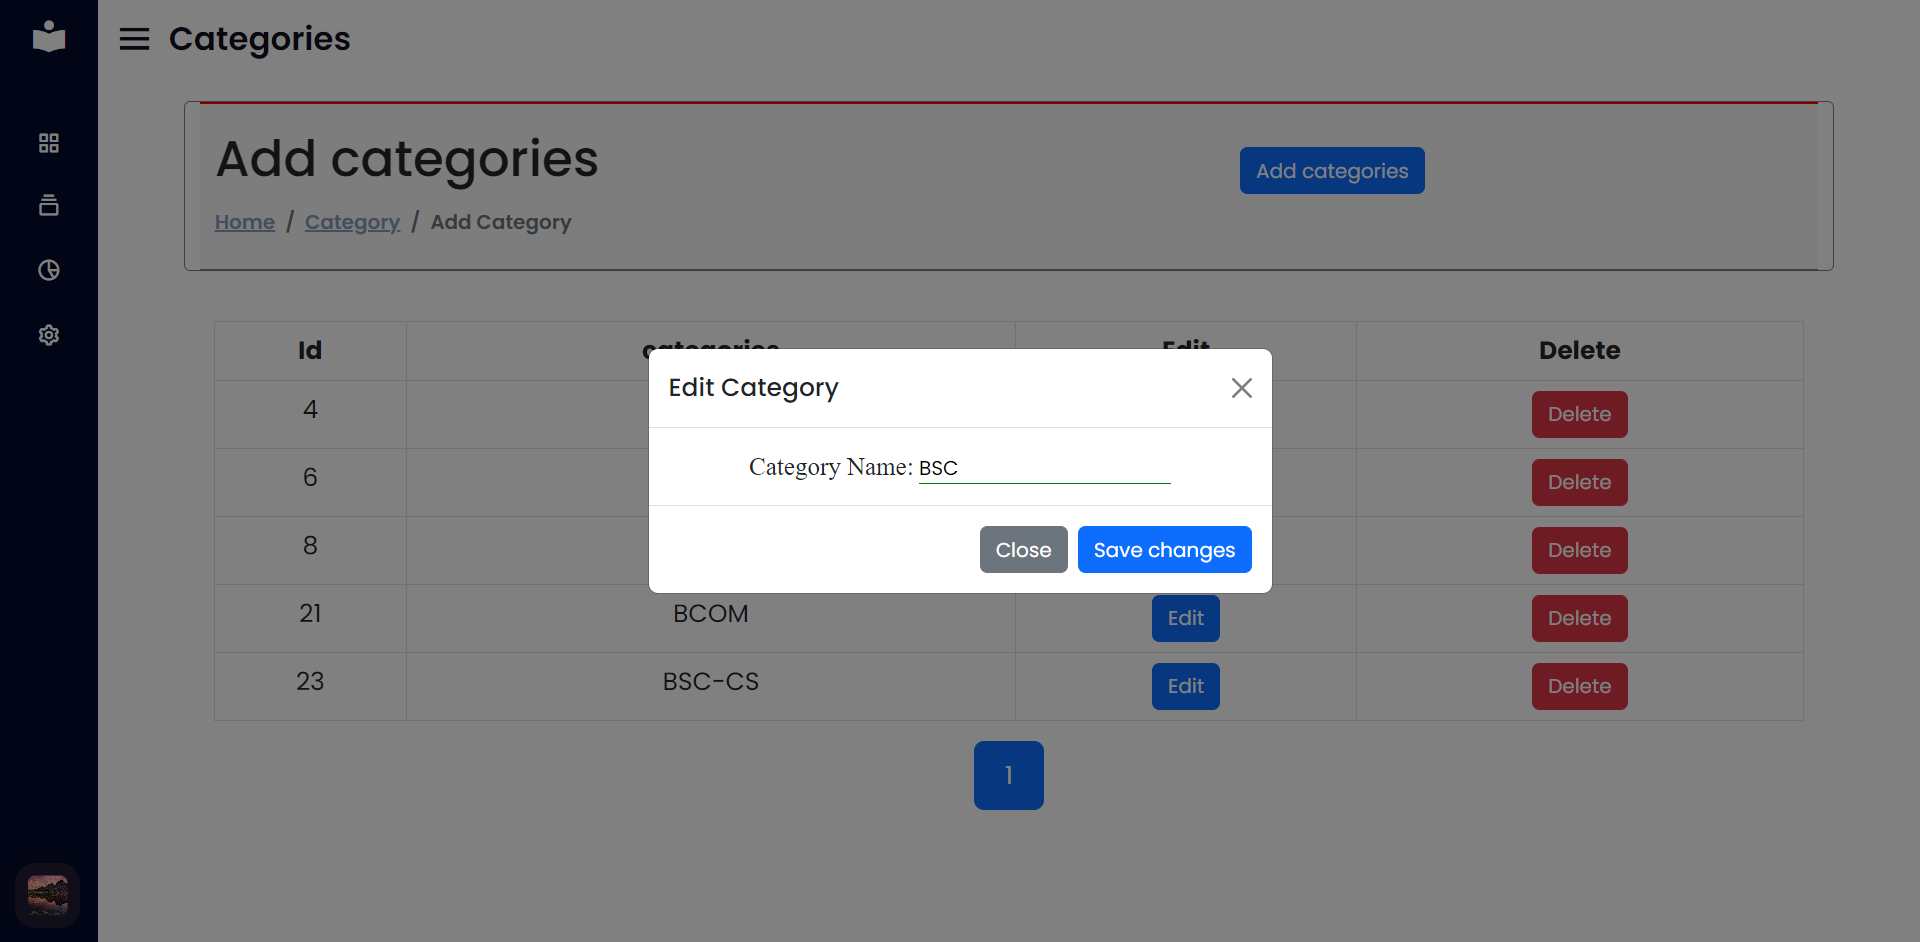 Categories
Add categories
Add categories
Home / Category / Add Category
Id categories Edit Delete
4 Delete
6 Delete
8 Delete
Edit Category
Category Name: BSC
Close Save changes
21 BCOM Edit Delete
23 BSC-CS Edit Delete
1